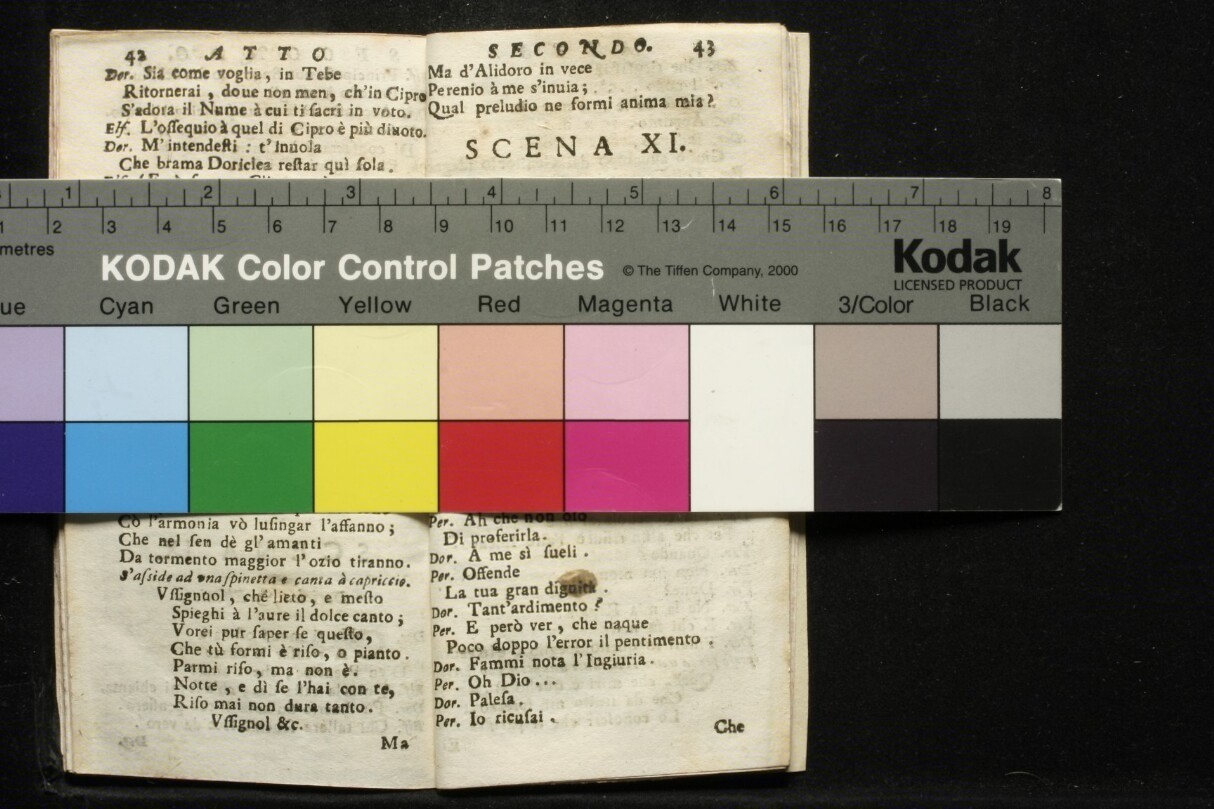 42 ATTO
Dor. Sia come voglia, in Tebe
Ritornerai, doue non men, ch'in Cipro
S'adora il Nume à cui ti sacri in voto.
Elf. L'ossequio à quel di Cipro è più diuoto.
Dor. M'intendesti : t'inuola
Che brama Doriclea restar quì sola.
SECONDO. 43
Ma d'Alidoro in vece
Perenio à me s'inuia;
Qual preludio ne formi anima mia?
SCENA XI.
1 2 3 4 5 6 7 8
1 2 3 4 5 6 7 8 9 10 11 12 13 14 15 16 17 18 19
metres
KODAK Color Control Patches © The Tiffen Company, 2000
Kodak
LICENSED PRODUCT
ue Cyan Green Yellow Red Magenta White 3/Color Black
Cō l'armonia vò lusingar l'affanno;
Che nel sen dè gl'amanti
Da tormento maggior l'ozio tiranno.
S'asside ad vna spinetta e canta à capriccio.
Vssignuol, che lieto, e mesto
Spieghi à l'aure il dolce canto;
Vorei pur saper se questo,
Che tù formi è riso, o pianto.
Parmi riso, ma non è.
Notte, e dì se l'hai con te,
Riso mai non dura tanto.
Vssignol &c.
Ma
Per. Ah che non
Di proferirla.
Dor. A me sì sueli.
Per. Offende
La tua gran dignità.
Dor. Tant'ardimento?
Per. E però ver, che naque
Poco doppo l'error il pentimento.
Dor. Fammi nota l'Ingiuria.
Per. Oh Dio...
Dor. Palesa.
Per. Io ricusai.
Che